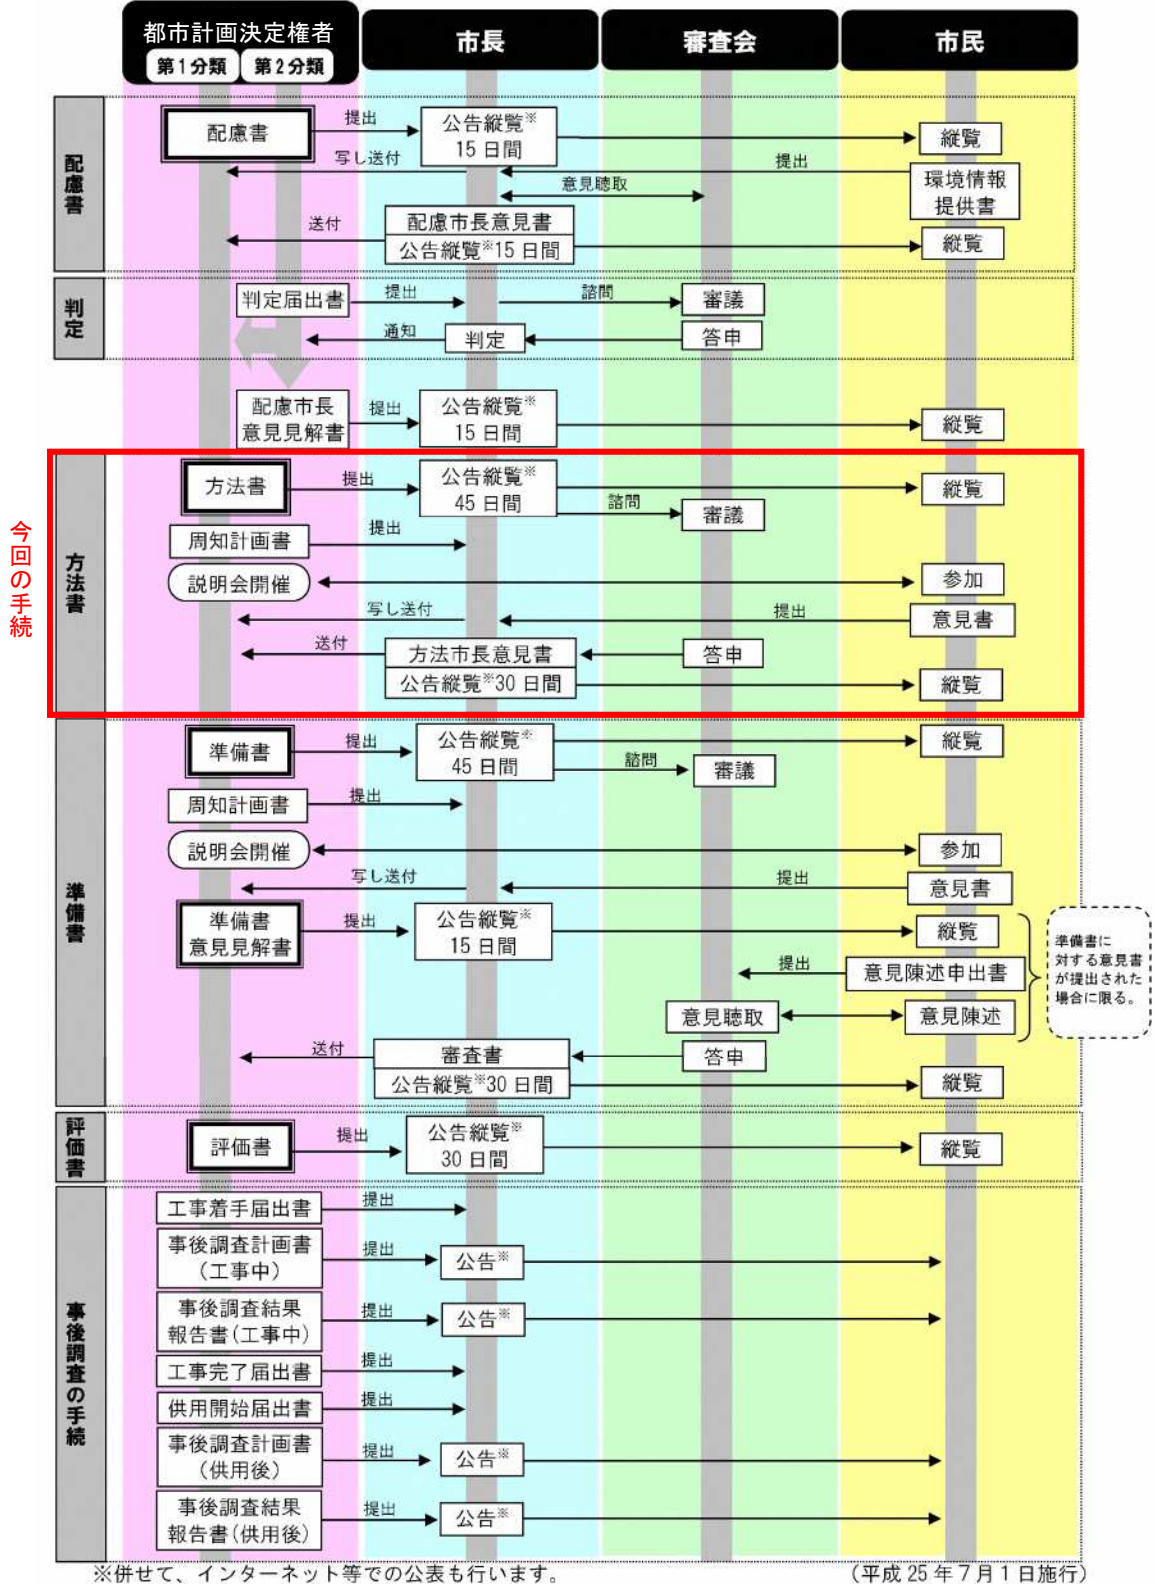 都市計画決定権者
第1分類 第2分類
市長
審査会
市民
配慮書
配慮書
提出
公告縦覧※
15日間
縦覧
写し送付
提出
環境情報
提供書
意見聴取
送付
配慮市長意見書
公告縦覧※15日間
縦覧
判定
判定届出書
提出
諮問
審議
通知
判定
答申
配慮市長
意見見解書
提出
公告縦覧※
15日間
縦覧
今回の手続
方法書
方法書
提出
公告縦覧※
45日間
縦覧
諮問
審議
周知計画書
提出
説明会開催
参加
写し送付
提出
意見書
送付
方法市長意見書
答申
公告縦覧※30日間
縦覧
準備書
準備書
提出
公告縦覧※
45日間
縦覧
諮問
審議
周知計画書
提出
説明会開催
参加
写し送付
提出
意見書
準備書
意見見解書
提出
公告縦覧※
15日間
縦覧
準備書に
対する意見書
が提出された
場合に限る。
提出
意見陳述申出書
意見聴取
意見陳述
送付
審査書
答申
公告縦覧※30日間
縦覧
評価書
評価書
提出
公告縦覧※
30日間
縦覧
事後調査の手続
工事着手届出書
提出
事後調査計画書
(工事中)
提出
公告※
事後調査結果
報告書(工事中)
提出
公告※
工事完了届出書
提出
供用開始届出書
提出
事後調査計画書
(供用後)
提出
公告※
事後調査結果
報告書(供用後)
提出
公告※
※併せて、インターネット等での公表も行います。
(平成25年7月1日施行)